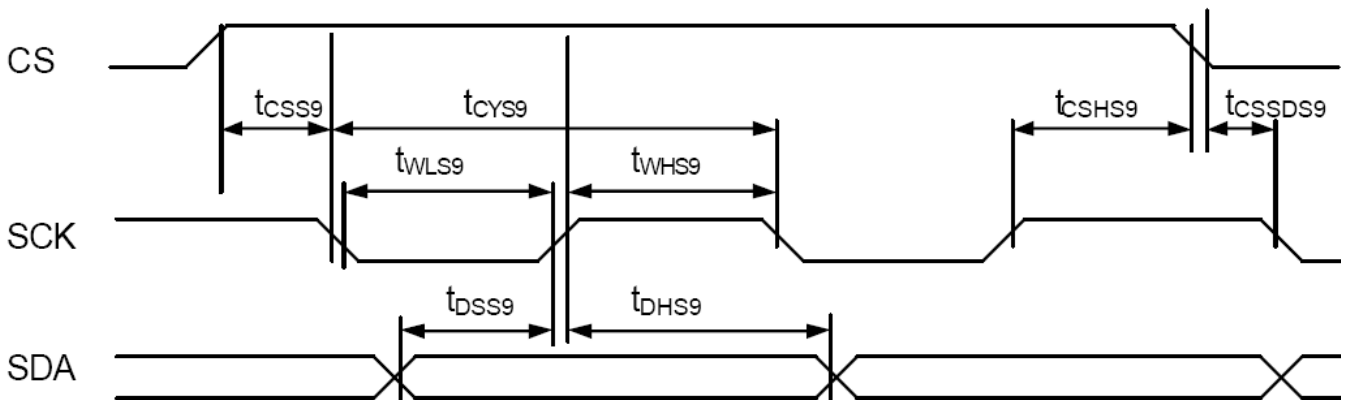 CS
tCSS9
tCYS9
tCSHS9
tCSSDS9
tWLS9
tWHS9
SCK
tDSS9
tDHS9
SDA